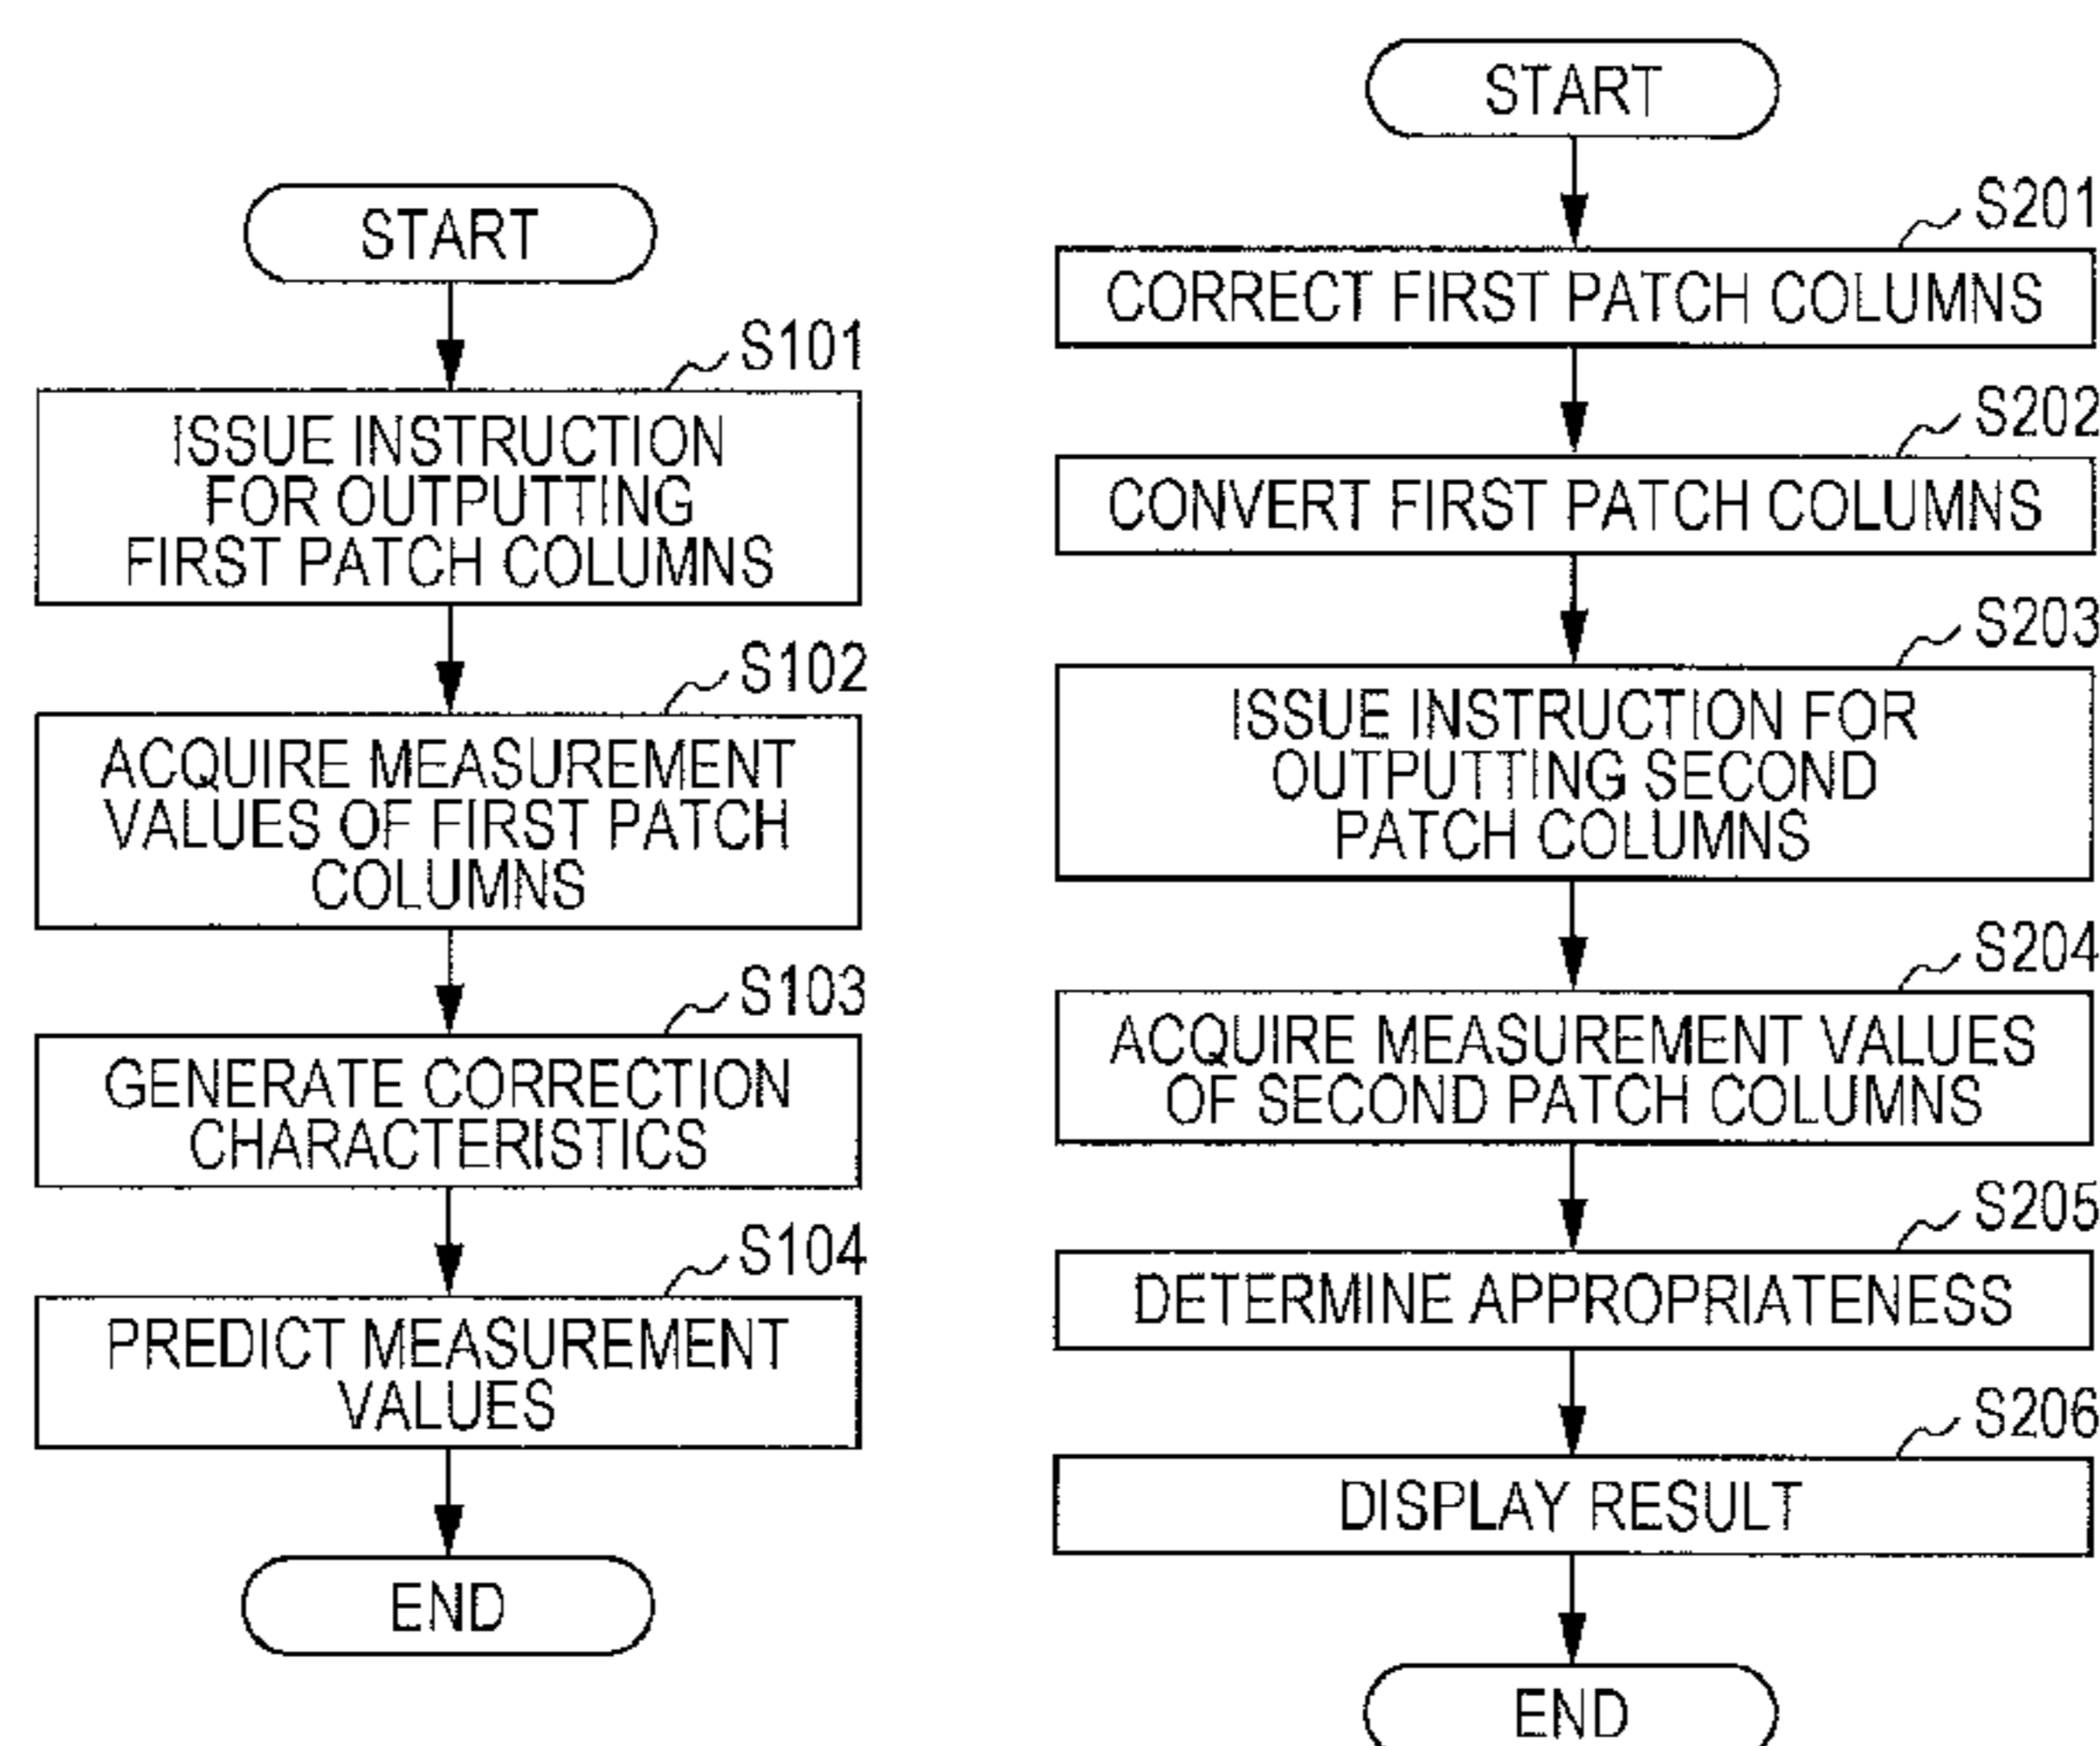 START
S101
ISSUE INSTRUCTION
FOR OUTPUTTING
FIRST PATCH COLUMNS
S102
ACQUIRE MEASUREMENT
VALUES OF FIRST PATCH
COLUMNS
S103
GENERATE CORRECTION
CHARACTERISTICS
S104
PREDICT MEASUREMENT
VALUES
END
START
S201
CORRECT FIRST PATCH COLUMNS
S202
CONVERT FIRST PATCH COLUMNS
S203
ISSUE INSTRUCTION FOR
OUTPUTTING SECOND
PATCH COLUMNS
S204
ACQUIRE MEASUREMENT VALUES
OF SECOND PATCH COLUMNS
S205
DETERMINE APPROPRIATENESS
S206
DISPLAY RESULT
END